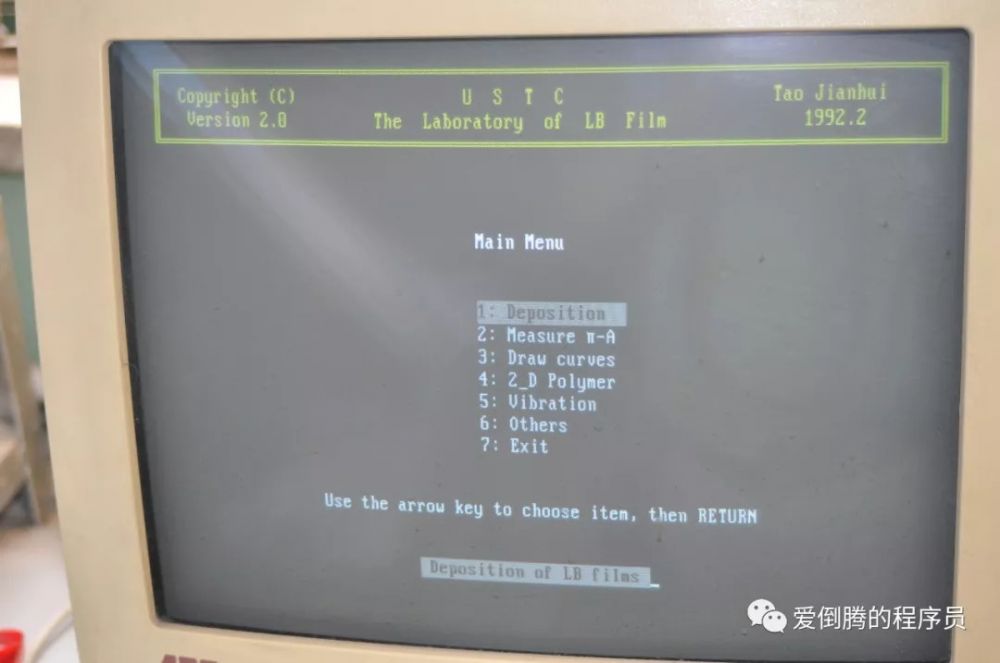 Copyright (C) U S T C Tao Jianhui
Version 2.0 The Laboratory of LB Film 1992.2
Main Menu
1: Deposition
2: Measure π-A
3: Draw curves
4: 2_D Polymer
5: Vibration
6: Others
7: Exit
Use the arrow key to choose item, then RETURN
Deposition of LB films
爱倒腾的程序员